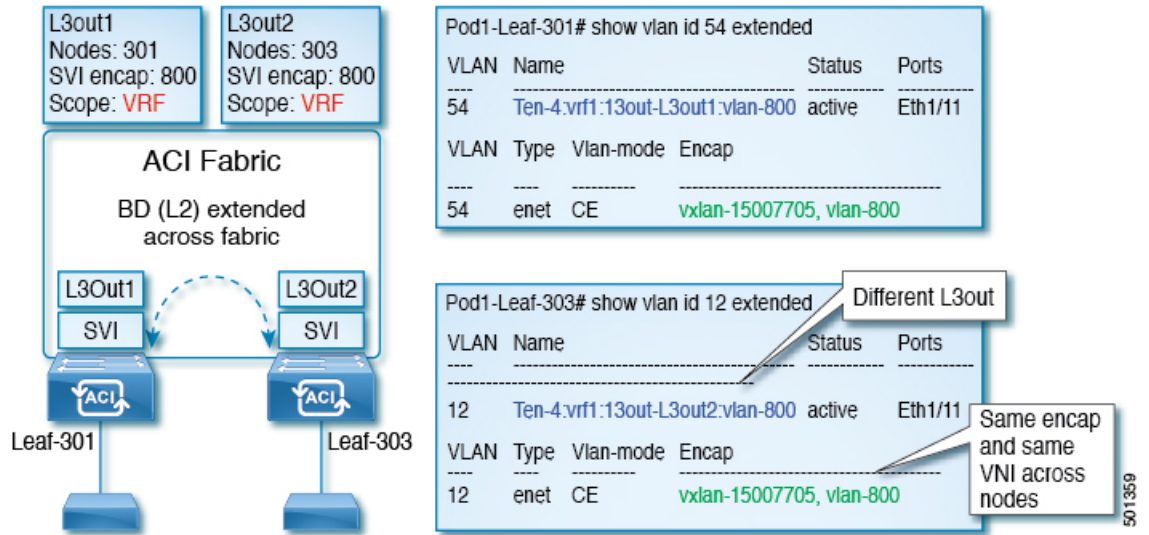 L3out1
Nodes: 301
SVI encap: 800
Scope: VRF
L3out2
Nodes: 303
SVI encap: 800
Scope: VRF
ACI Fabric
BD (L2) extended
across fabric
L3Out1
SVI
L3Out2
SVI
ACI
ACI
Leaf-301
Leaf-303
Pod1-Leaf-301# show vlan id 54 extended
VLAN Name Status Ports
---- -------------------------------- --------- ---------
54 Ten-4:vrf1:13out-L3out1:vlan-800 active Eth1/11
VLAN Type Vlan-mode Encap
---- ---- ---------- -------------------------------
54 enet CE vxlan-15007705, vlan-800
Pod1-Leaf-303# show vlan id 12 extended
Different L3out
VLAN Name Status Ports
---- -------------------------------- --------- ---------
--------------------------------------------
12 Ten-4:vrf1:13out-L3out2:vlan-800 active Eth1/11
VLAN Type Vlan-mode Encap
---- ---- ---------- -------------------------------
12 enet CE vxlan-15007705, vlan-800
Same encap
and same
VNI across
nodes
501359